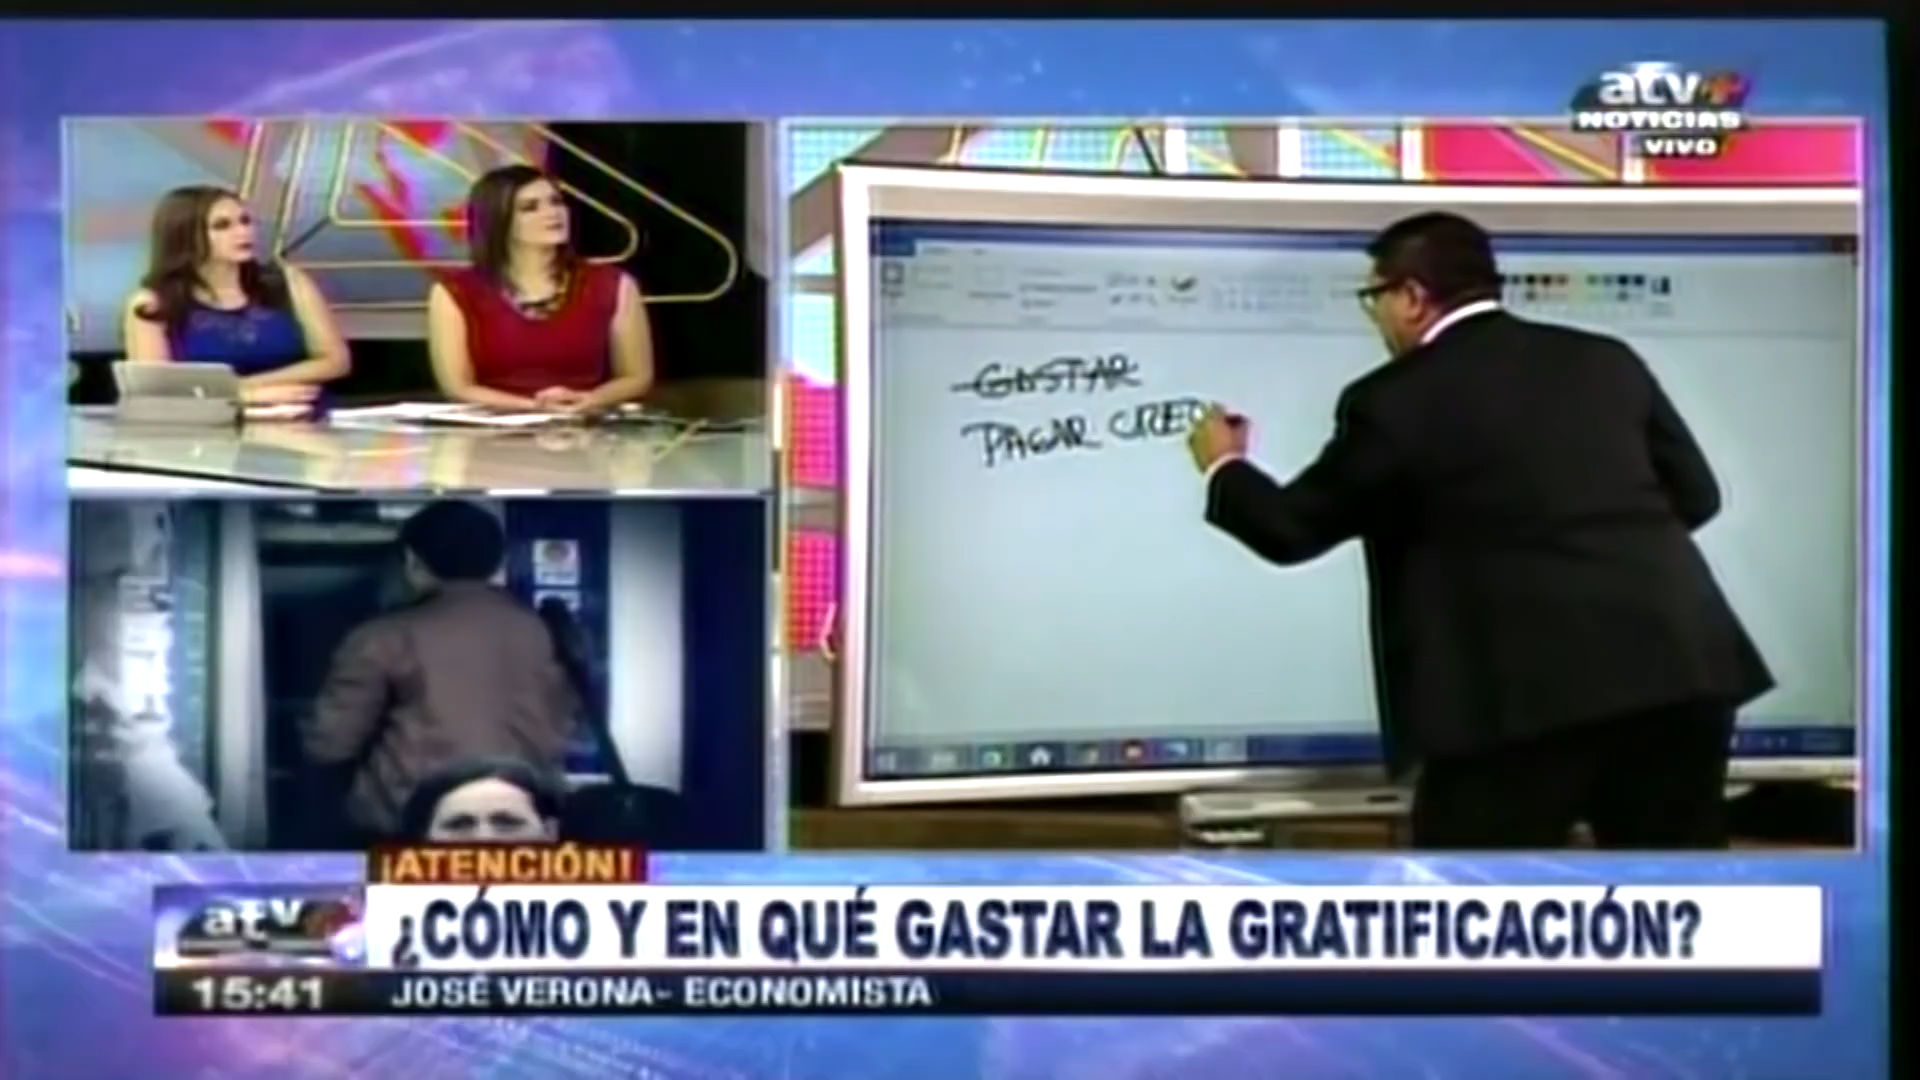 atv+
NOTICIAS
VIVO
GASTAR
PAGAR CRED
¡ATENCIÓN!
atv+
¿CÓMO Y EN QUÉ GASTAR LA GRATIFICACIÓN?
15:41
JOSÉ VERONA- ECONOMISTA